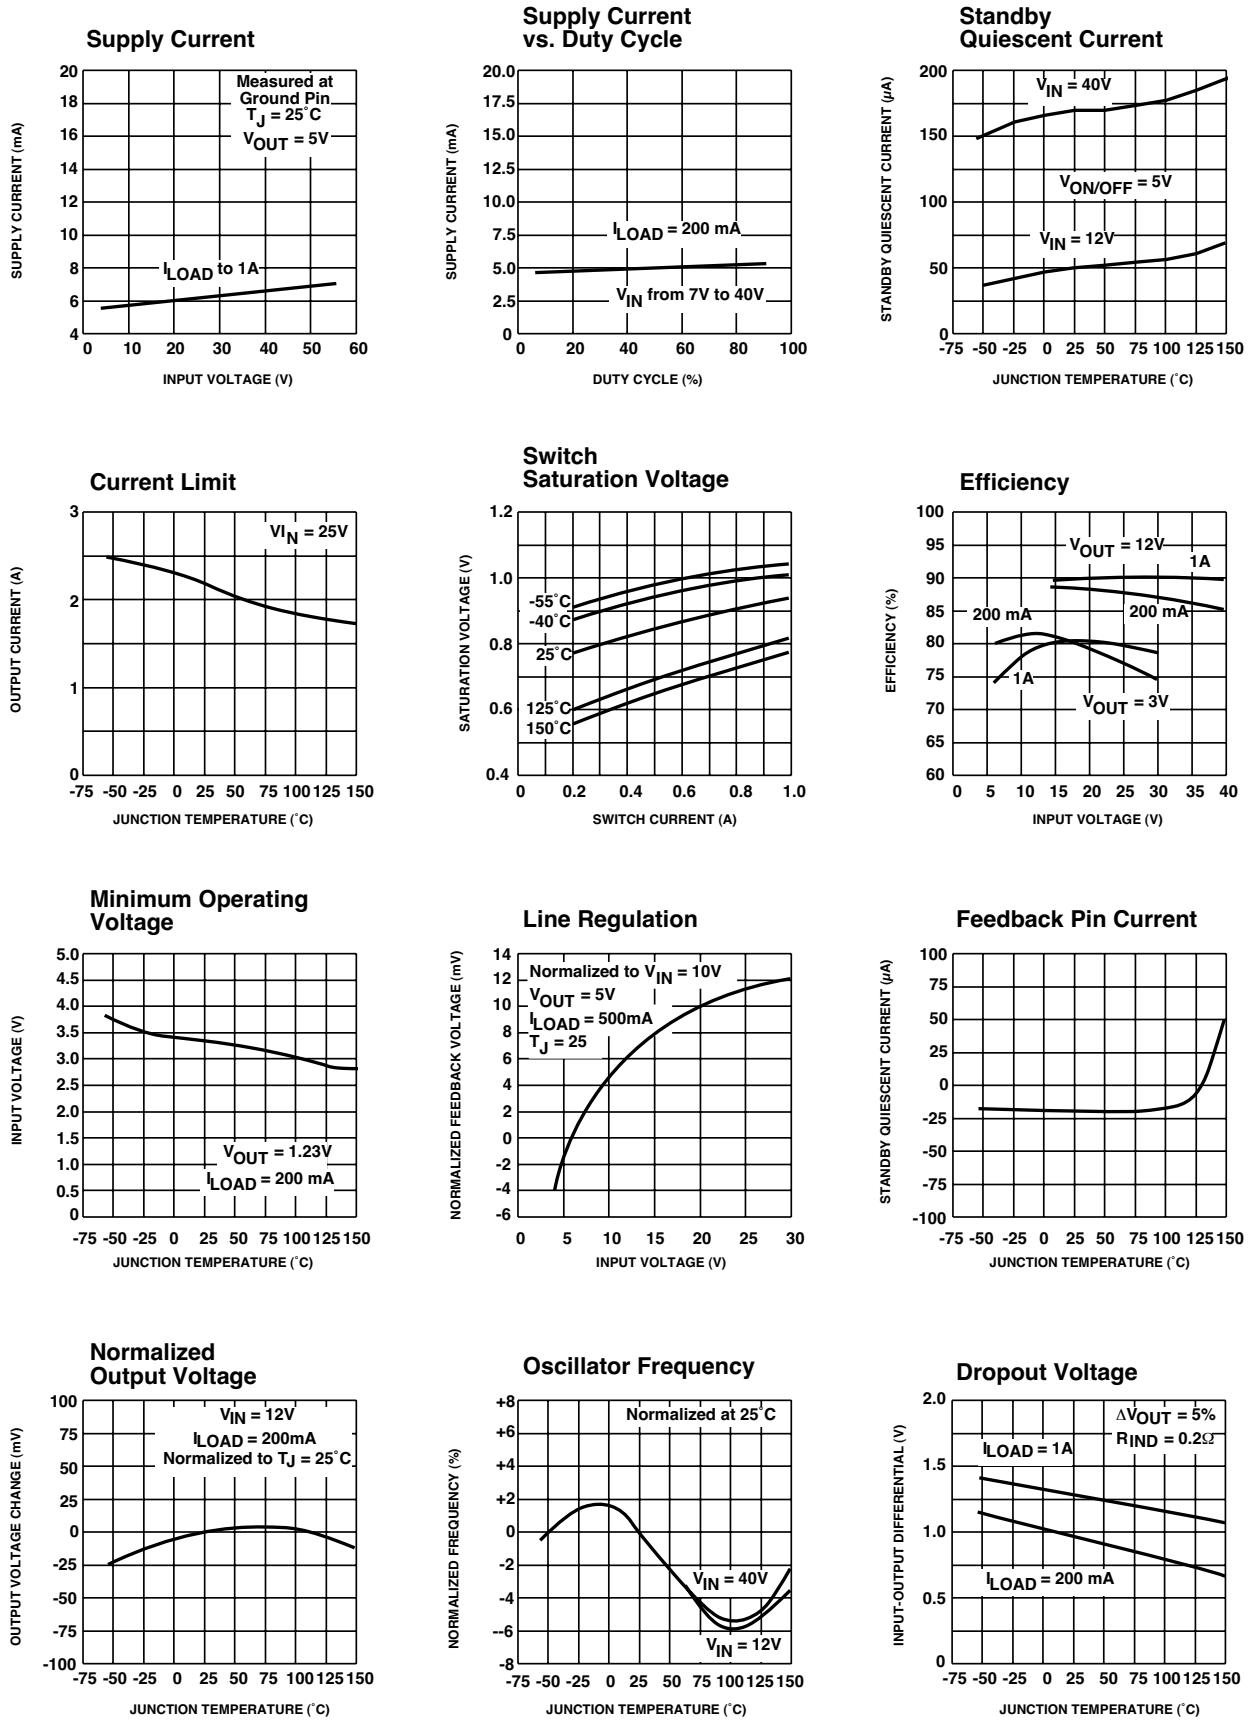 Supply Current
20
18
16
14
12
10
8
6
4
0 10 20 30 40 50 60
SUPPLY CURRENT (mA)
INPUT VOLTAGE (V)
Measured at
Ground Pin
TJ = 25˚C
VOUT = 5V
ILOAD to 1A
Supply Current
vs. Duty Cycle
20.0
17.5
15.0
12.5
10.0
7.5
5.0
2.5
0
0 20 40 60 80 100
SUPPLY CURRENT (mA)
DUTY CYCLE (%)
ILOAD = 200 mA
VIN from 7V to 40V
Standby
Quiescent Current
200
150
100
50
0
-75 -50 -25 0 25 50 75 100 125 150
STANDBY QUIESCENT CURRENT (µA)
JUNCTION TEMPERATURE (˚C)
VIN = 40V
VON/OFF = 5V
VIN = 12V
Current Limit
3
2
1
0
-75 -50 -25 0 25 50 75 100 125 150
OUTPUT CURRENT (A)
JUNCTION TEMPERATURE (˚C)
VIN = 25V
Switch
Saturation Voltage
1.2
1.0
0.8
0.6
0.4
0 0.2 0.4 0.6 0.8 1.0
SATURATION VOLTAGE (V)
SWITCH CURRENT (A)
-55˚C
-40˚C
25˚C
125˚C
150˚C
Efficiency
100
95
90
85
80
75
70
65
60
0 5 10 15 20 25 30 35 40
EFFICIENCY (%)
INPUT VOLTAGE (V)
VOUT = 12V
1A
200 mA
200 mA
1A
VOUT = 3V
Minimum Operating
Voltage
5.0
4.5
4.0
3.5
3.0
2.5
2.0
1.5
1.0
0.5
0
-75 -50 -25 0 25 50 75 100 125 150
INPUT VOLTAGE (V)
JUNCTION TEMPERATURE (˚C)
VOUT = 1.23V
ILOAD = 200 mA
Line Regulation
14
12
10
8
6
4
2
0
-2
-4
-6
0 5 10 15 20 25 30
NORMALIZED FEEDBACK VOLTAGE (mV)
INPUT VOLTAGE (V)
Normalized to VIN = 10V
VOUT = 5V
ILOAD = 500mA
TJ = 25
Feedback Pin Current
100
75
50
25
0
-25
-50
-75
-100
-75 -50 -25 0 25 50 75 100 125 150
STANDBY QUIESCENT CURRENT (µA)
JUNCTION TEMPERATURE (˚C)
Normalized
Output Voltage
100
75
50
25
0
-25
-50
-75
-100
-75 -50 -25 0 25 50 75 100 125 150
OUTPUT VOLTAGE CHANGE (mV)
JUNCTION TEMPERATURE (˚C)
VIN = 12V
ILOAD = 200mA
Normalized to TJ = 25˚C
Oscillator Frequency
+8
+6
+4
+2
0
-2
-4
--6
-8
-75 -50 -25 0 25 50 75 100 125 150
NORMALIZED FREQUENCY (%)
JUNCTION TEMPERATURE (˚C)
Normalized at 25˚C
VIN = 40V
VIN = 12V
Dropout Voltage
2.0
1.5
1.0
0.5
0
-75 -50 -25 0 25 50 75 100 125 150
INPUT-OUTPUT DIFFERENTIAL (V)
JUNCTION TEMPERATURE (˚C)
ΔVOUT = 5%
RIND = 0.2Ω
ILOAD = 1A
ILOAD = 200 mA